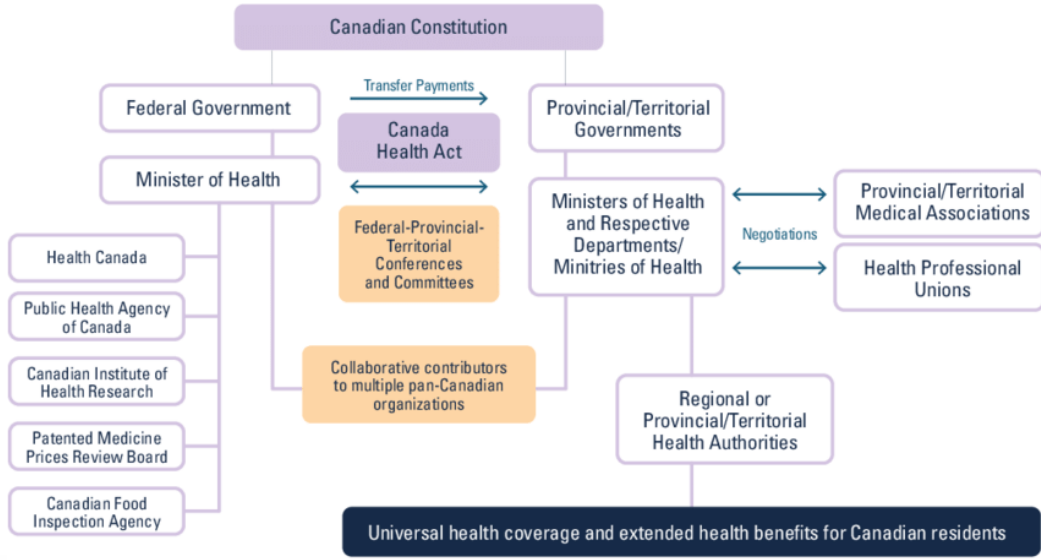 Canadian Constitution
Federal Government
Transfer Payments
Provincial/Territorial
Governments
Canada
Health Act
Minister of Health
Ministers of Health
and Respective
Departments/
Minitries of Health
Provincial/Territorial
Medical Associations
Negotiations
Health Professional
Unions
Federal-Provincial-
Territorial
Conferences
and Committees
Health Canada
Public Health Agency
of Canada
Canadian Institute of
Health Research
Patented Medicine
Prices Review Board
Canadian Food
Inspection Agency
Collaborative contributors
to multiple pan-Canadian
organizations
Regional or
Provincial/Territorial
Health Authorities
Universal health coverage and extended health benefits for Canadian residents